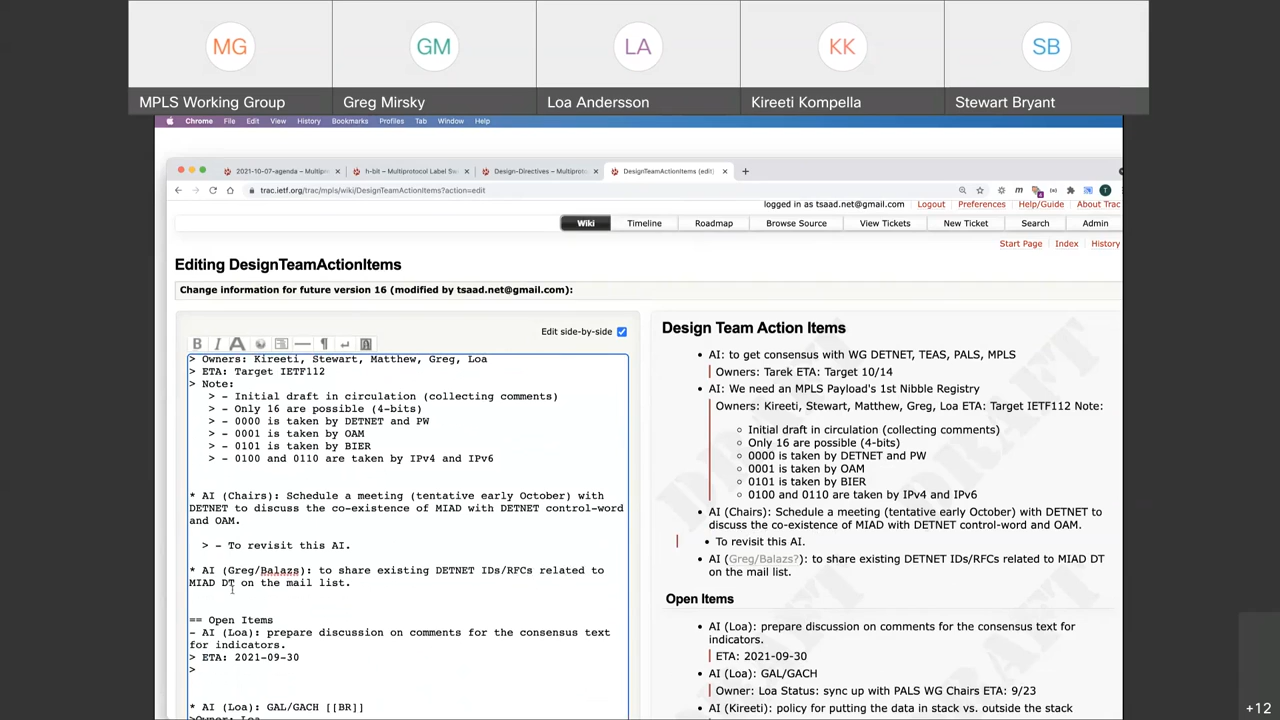 MG
GM
LA
KK
SB
MPLS Working Group
Greg Mirsky
Loa Andersson
Kireeti Kompella
Stewart Bryant
Chrome File Edit View History Bookmarks Profiles Tab Window Help
2021-10-07-agenda – Multipr
h-bit – Multiprotocol Label Sw
Design-Directives – Multiproto
DesignTeamActionItems (edit)
trac.ietf.org/trac/mpls/wiki/DesignTeamActionItems?action=edit
logged in as tsaad.net@gmail.com Logout Preferences Help/Guide About Trac
Wiki Timeline Roadmap Browse Source View Tickets New Ticket Search Admin
Start Page Index History
Editing DesignTeamActionItems
Change information for future version 16 (modified by tsaad.net@gmail.com):
Edit side-by-side
> Owners: Kireeti, Stewart, Matthew, Greg, Loa
> ETA: Target IETF112
> Note:
> - Initial draft in circulation (collecting comments)
> - Only 16 are possible (4-bits)
> - 0000 is taken by DETNET and PW
> - 0001 is taken by OAM
> - 0101 is taken by BIER
> - 0100 and 0110 are taken by IPv4 and IPv6
* AI (Chairs): Schedule a meeting (tentative early October) with
DETNET to discuss the co-existence of MIAD with DETNET control-word
and OAM.
> - To revisit this AI.
* AI (Greg/Balazs): to share existing DETNET IDs/RFCs related to
MIAD DT on the mail list.
== Open Items
- AI (Loa): prepare discussion on comments for the consensus text
for indicators.
> ETA: 2021-09-30
>
* AI (Loa): GAL/GACH [[BR]]
>Owner: Loa
Design Team Action Items
• AI: to get consensus with WG DETNET, TEAS, PALS, MPLS
Owners: Tarek ETA: Target 10/14
• AI: We need an MPLS Payload's 1st Nibble Registry
Owners: Kireeti, Stewart, Matthew, Greg, Loa ETA: Target IETF112 Note:
○ Initial draft in circulation (collecting comments)
○ Only 16 are possible (4-bits)
○ 0000 is taken by DETNET and PW
○ 0001 is taken by OAM
○ 0101 is taken by BIER
○ 0100 and 0110 are taken by IPv4 and IPv6
• AI (Chairs): Schedule a meeting (tentative early October) with DETNET to
discuss the co-existence of MIAD with DETNET control-word and OAM.
• To revisit this AI.
• AI (Greg/Balazs?): to share existing DETNET IDs/RFCs related to MIAD DT
on the mail list.
Open Items
• AI (Loa): prepare discussion on comments for the consensus text for
indicators.
ETA: 2021-09-30
• AI (Loa): GAL/GACH
Owner: Loa Status: sync up with PALS WG Chairs ETA: 9/23
• AI (Kireeti): policy for putting the data in stack vs. outside the stack
DRAFT
DRAFT
+12